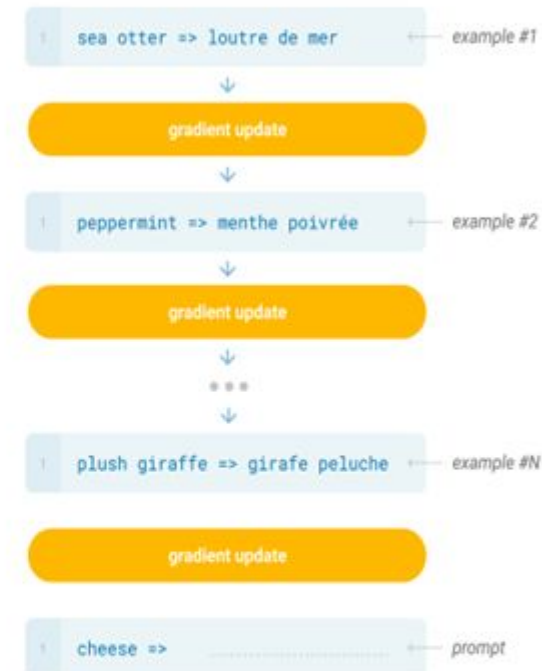 1 sea otter => loutre de mer example #1
gradient update
1 peppermint => menthe poivrée example #2
gradient update
1 plush giraffe => girafe peluche example #N
gradient update
1 cheese => prompt